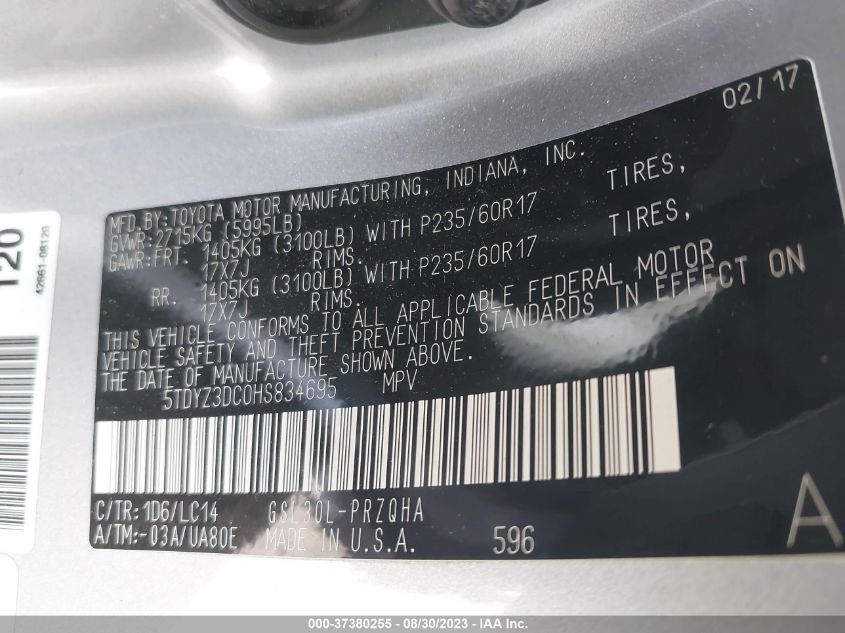 02/17
MFD.BY:TOYOTA MOTOR MANUFACTURING, INDIANA, INC.
GVWR:2715KG (5995LB)
GAWR:FRT. 1405KG (3100LB) WITH P235/60R17 TIRES,
17X7J RIMS.
RR. 1405KG (3100LB) WITH P235/60R17 TIRES,
17X7J RIMS.
THIS VEHICLE CONFORMS TO ALL APPLICABLE FEDERAL MOTOR
VEHICLE SAFETY AND THEFT PREVENTION STANDARDS IN EFFECT ON
THE DATE OF MANUFACTURE SHOWN ABOVE.
5TDYZ3DC0HS834695 MPV
C/TR:1D6/LC14 GSL30L-PRZQHA
A/TM:-03A/UA80E MADE IN U.S.A. 596
A
120
42661-08120
000-37380255 - 08/30/2023 - IAA Inc.